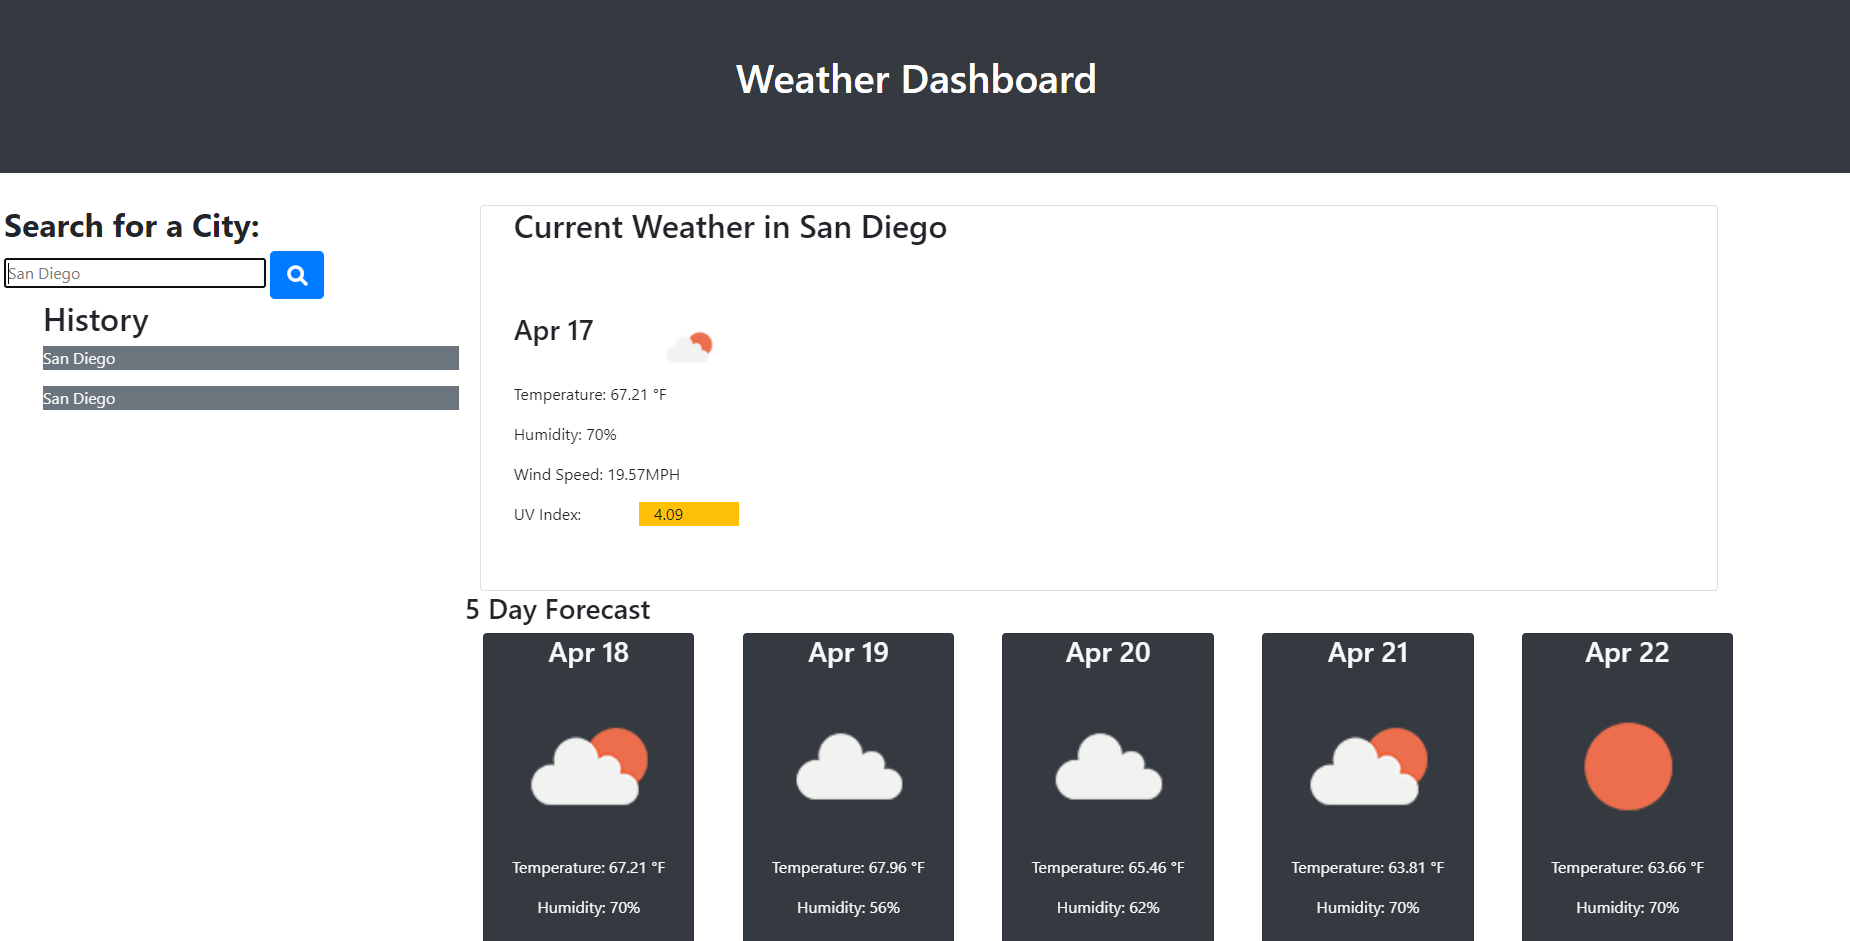 Weather Dashboard
Search for a City:
San Diego
History
San Diego
San Diego
Current Weather in San Diego
Apr 17
Temperature: 67.21 °F
Humidity: 70%
Wind Speed: 19.57MPH
UV Index: 4.09
5 Day Forecast
Apr 18
Temperature: 67.21 °F
Humidity: 70%
Apr 19
Temperature: 67.96 °F
Humidity: 56%
Apr 20
Temperature: 65.46 °F
Humidity: 62%
Apr 21
Temperature: 63.81 °F
Humidity: 70%
Apr 22
Temperature: 63.66 °F
Humidity: 70%